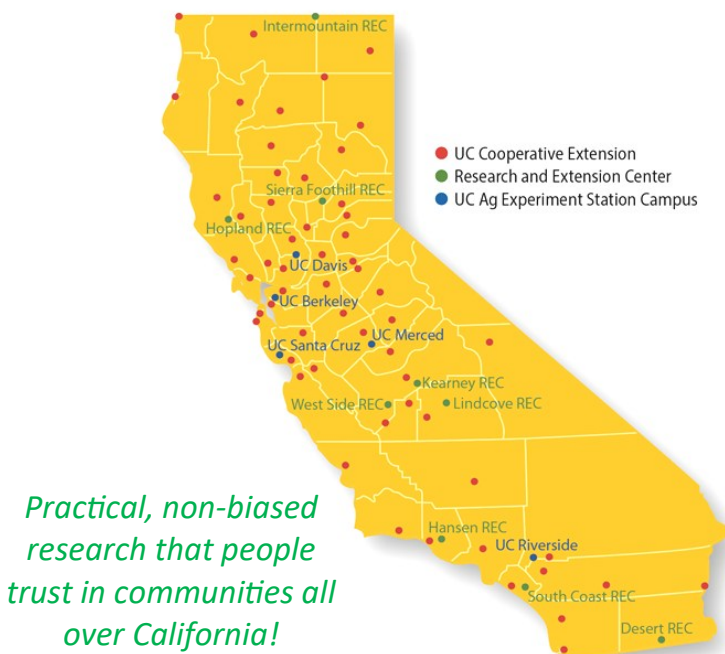 Intermountain REC
UC Cooperative Extension
Research and Extension Center
UC Ag Experiment Station Campus
Sierra Foothill REC
Hopland REC
UC Davis
UC Berkeley
UC Merced
UC Santa Cruz
Kearney REC
West Side REC
Lindcove REC
Practical, non-biased
research that people
trust in communities all
over California!
Hansen REC
UC Riverside
South Coast REC
Desert REC